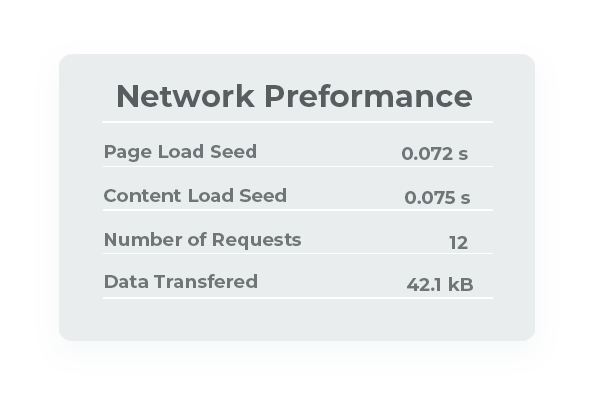 Network Preformance
Page Load Seed 0.072 s
Content Load Seed 0.075 s
Number of Requests 12
Data Transfered 42.1 kB